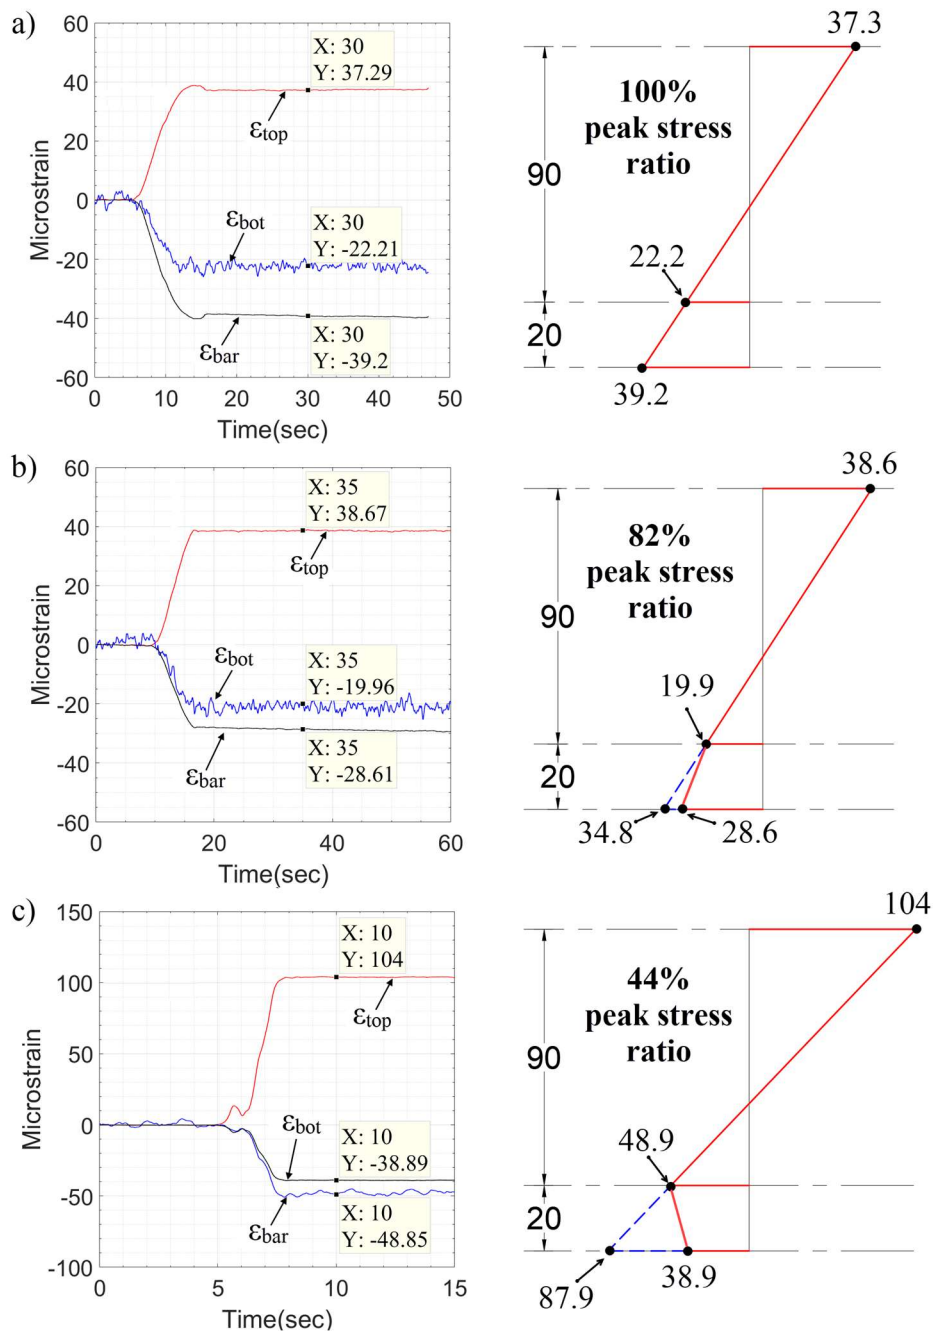 a)
60
40
20
0
-20
-40
-60
Microstrain
0
10
20
30
40
50
Time(sec)
X: 30
Y: 37.29
εtop
X: 30
Y: -22.21
εbot
X: 30
Y: -39.2
εbar
37.3
100%
peak stress
ratio
90
22.2
20
39.2
b)
60
40
20
0
-20
-40
-60
Microstrain
0
20
40
60
Time(sec)
X: 35
Y: 38.67
εtop
εbot
X: 35
Y: -19.96
εbar
X: 35
Y: -28.61
38.6
82%
peak stress
ratio
90
19.9
20
34.8
28.6
c)
150
100
50
0
-50
-100
Microstrain
0
5
10
15
Time(sec)
X: 10
Y: 104
εtop
εbot
X: 10
Y: -38.89
εbar
X: 10
Y: -48.85
104
44%
peak stress
ratio
90
48.9
20
87.9
38.9